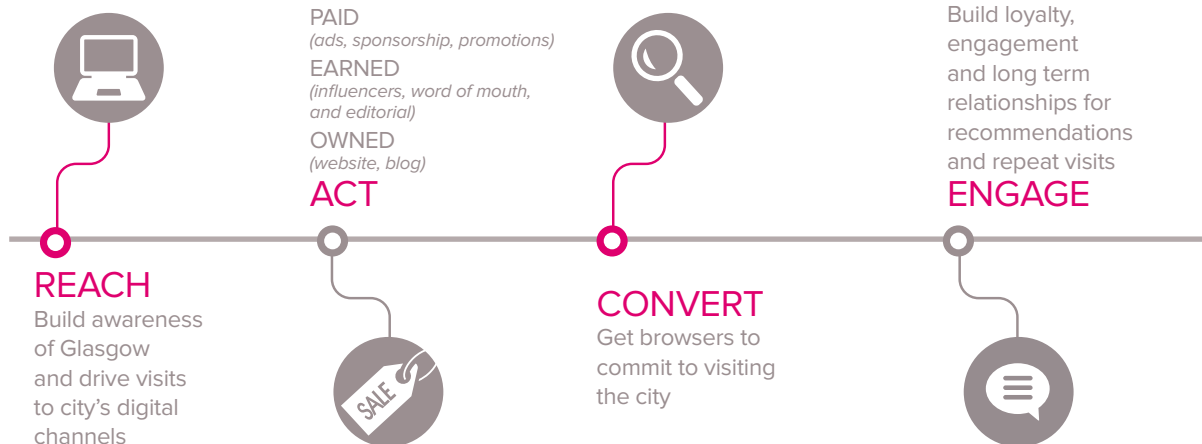 REACH
Build awareness
of Glasgow
and drive visits
to city’s digital
channels
PAID
(ads, sponsorship, promotions)
EARNED
(influencers, word of mouth,
and editorial)
OWNED
(website, blog)
ACT
SALE
CONVERT
Get browsers to
commit to visiting
the city
Build loyalty,
engagement
and long term
relationships for
recommendations
and repeat visits
ENGAGE